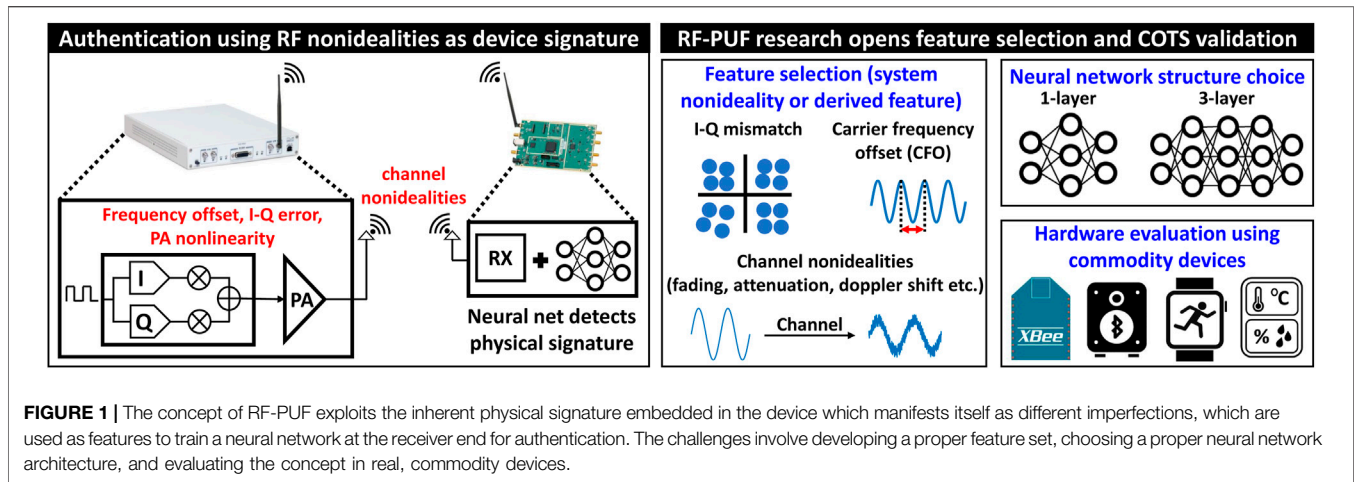 Authentication using RF nonidealities as device signature
channel
nonidealities
Frequency offset, I-Q error,
PA nonlinearity
I
Q
PA
RX
Neural net detects
physical signature
RF-PUF research opens feature selection and COTS validation
Feature selection (system
nonideality or derived feature)
I-Q mismatch
Carrier frequency
offset (CFO)
Channel nonidealities
(fading, attenuation, doppler shift etc.)
Channel
Neural network structure choice
1-layer
3-layer
Hardware evaluation using
commodity devices
XBee
°C
%
FIGURE 1 | The concept of RF-PUF exploits the inherent physical signature embedded in the device which manifests itself as different imperfections, which are
used as features to train a neural network at the receiver end for authentication. The challenges involve developing a proper feature set, choosing a proper neural network
architecture, and evaluating the concept in real, commodity devices.